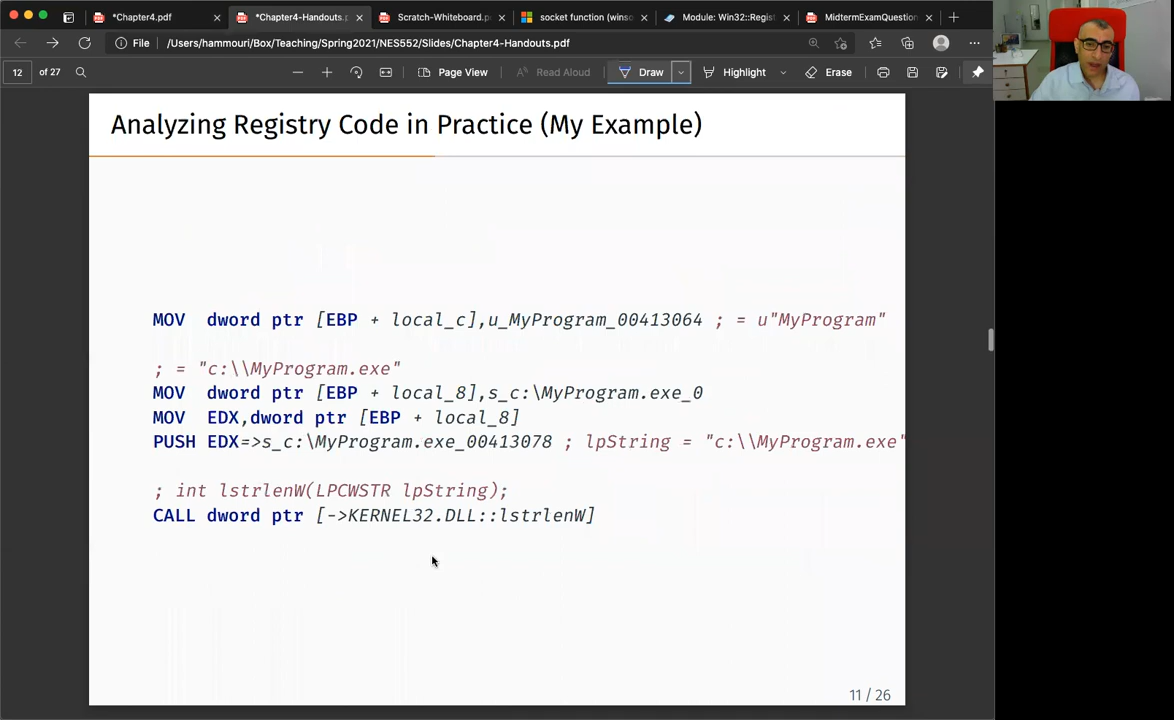 *Chapter4.pdf
*Chapter4-Handouts.p
Scratch-Whiteboard.p
socket function (winso
Module: Win32::Regist
MidtermExamQuestion
File
/Users/hammouri/Box/Teaching/Spring2021/NES552/Slides/Chapter4-Handouts.pdf
12 of 27
Page View
Read Aloud
Draw
Highlight
Erase
Analyzing Registry Code in Practice (My Example)
MOV dword ptr [EBP + local_c],u_MyProgram_00413064 ; = u"MyProgram"
; = "c:\\MyProgram.exe"
MOV dword ptr [EBP + local_8],s_c:\MyProgram.exe_0
MOV EDX,dword ptr [EBP + local_8]
PUSH EDX=>s_c:\MyProgram.exe_00413078 ; lpString = "c:\\MyProgram.exe"
; int lstrlenW(LPCWSTR lpString);
CALL dword ptr [->KERNEL32.DLL::lstrlenW]
11 / 26